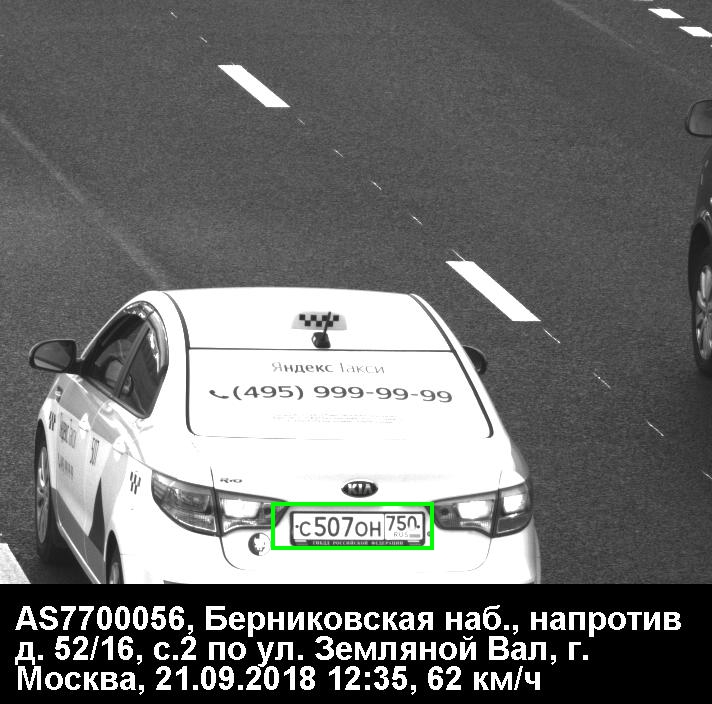 Яндекс Такси
(495) 999-99-99
Rio
KIA
С507ОН 750
RUS
AS7700056, Берниковская наб., напротив
д. 52/16, с.2 по ул. Земляной Вал, г.
Москва, 21.09.2018 12:35, 62 км/ч